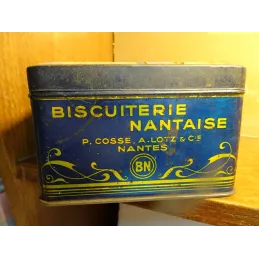 BISCUITERIE
NANTAISE
P. COSSE, A. LOTZ & CIE
NANTES
BN